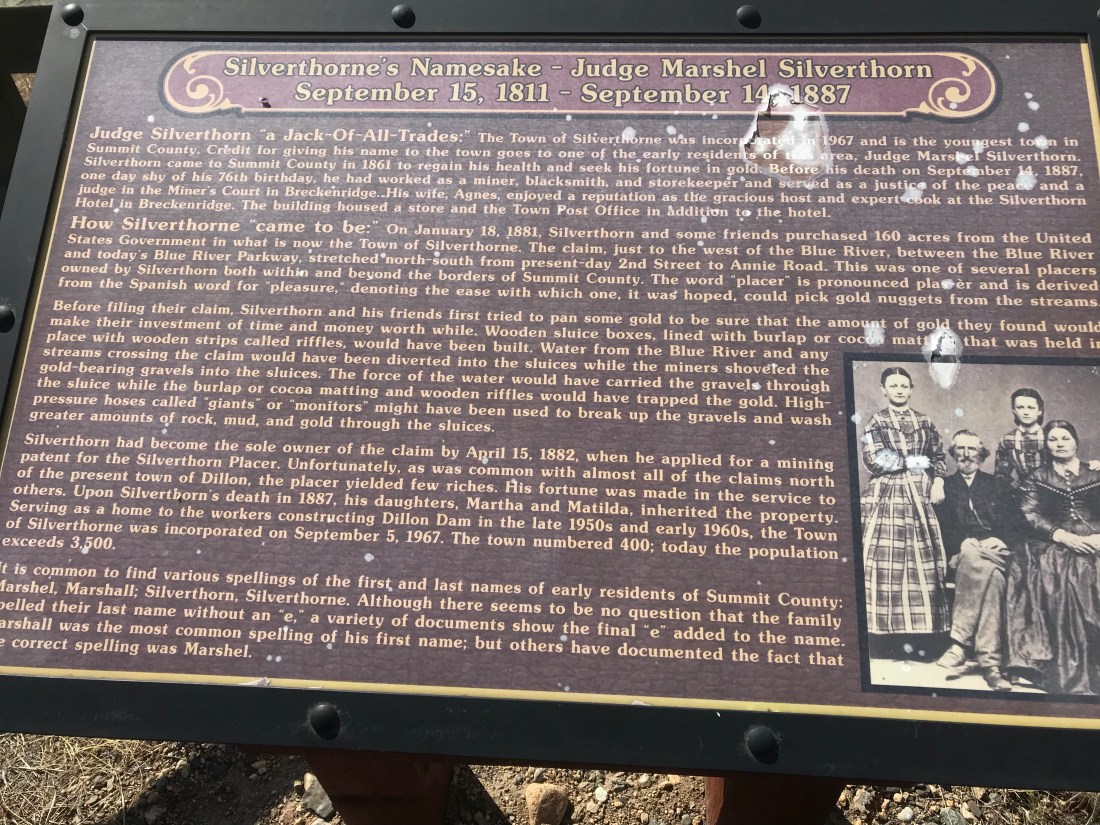 Silverthorne's Namesake - Judge Marshel Silverthorn
September 15, 1811 - September 14, 1887
Judge Silverthorn "a Jack-Of-All-Trades:" The Town of Silverthorne was incorporated in 1967 and is the youngest town in
Summit County. Credit for giving his name to the town goes to one of the early residents of this area, Judge Marshel Silverthorn.
Silverthorn came to Summit County in 1861 to regain his health and seek his fortune in gold. Before his death on September 14, 1887,
one day shy of his 76th birthday, he had worked as a miner, blacksmith, and storekeeper and served as a justice of the peace and a
judge in the Miner's Court in Breckenridge. His wife, Agnes, enjoyed a reputation as the gracious host and expert cook at the Silverthorn
Hotel in Breckenridge. The building housed a store and the Town Post Office in addition to the hotel.
How Silverthorne "came to be:" On January 18, 1881, Silverthorn and some friends purchased 160 acres from the United
States Government in what is now the Town of Silverthorne. The claim, just to the west of the Blue River, between the Blue River
and today's Blue River Parkway, stretched north-south from present-day 2nd Street to Annie Road. This was one of several placers
owned by Silverthorn both within and beyond the borders of Summit County. The word "placer" is pronounced plasser and is derived
from the Spanish word for "pleasure," denoting the ease with which one, it was hoped, could pick gold nuggets from the streams
Before filing their claim, Silverthorn and his friends first tried to pan some gold to be sure that the amount of gold they found would
make their investment of time and money worth while. Wooden sluice boxes, lined with burlap or cocoa matting that was held in
place with wooden strips called riffles, would have been built. Water from the Blue River and any
streams crossing the claim would have been diverted into the sluices while the miners shoveled the
gold-bearing gravels into the sluices. The force of the water would have carried the gravels through
the sluice while the burlap or cocoa matting and wooden riffles would have trapped the gold. High-
pressure hoses called "giants" or "monitors" might have been used to break up the gravels and wash
greater amounts of rock, mud, and gold through the sluices.
Silverthorn had become the sole owner of the claim by April 15, 1882, when he applied for a mining
patent for the Silverthorn Placer. Unfortunately, as was common with almost all of the claims north
of the present town of Dillon, the placer yielded few riches. His fortune was made in the service to
others. Upon Silverthorn's death in 1887, his daughters, Martha and Matilda, inherited the property.
Serving as a home to the workers constructing Dillon Dam in the late 1950s and early 1960s, the Town
of Silverthorne was incorporated on September 5, 1967. The town numbered 400; today the population
exceeds 3,500.
It is common to find various spellings of the first and last names of early residents of Summit County:
Marshel, Marshall; Silverthorn, Silverthorne. Although there seems to be no question that the family
pelled their last name without an "e," a variety of documents show the final "e" added to the name.
arshall was the most common spelling of his first name; but others have documented the fact that
e correct spelling was Marshel.